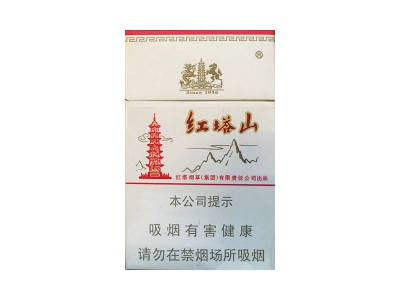 Since 1956
红塔山
红塔烟草(集团)有限责任公司出品
本公司提示
吸烟有害健康
请勿在禁烟场所吸烟